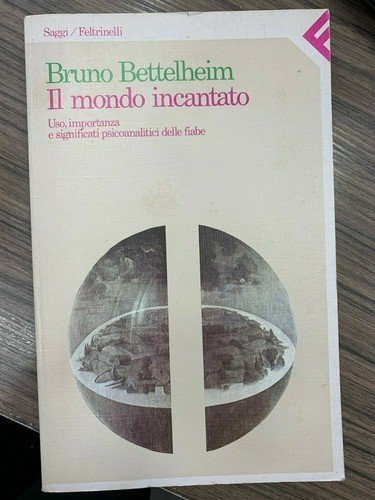 Saggi/Feltrinelli
Bruno Bettelheim
Il mondo incantato
Uso, importanza
e significati psicoanalitici delle fiabe